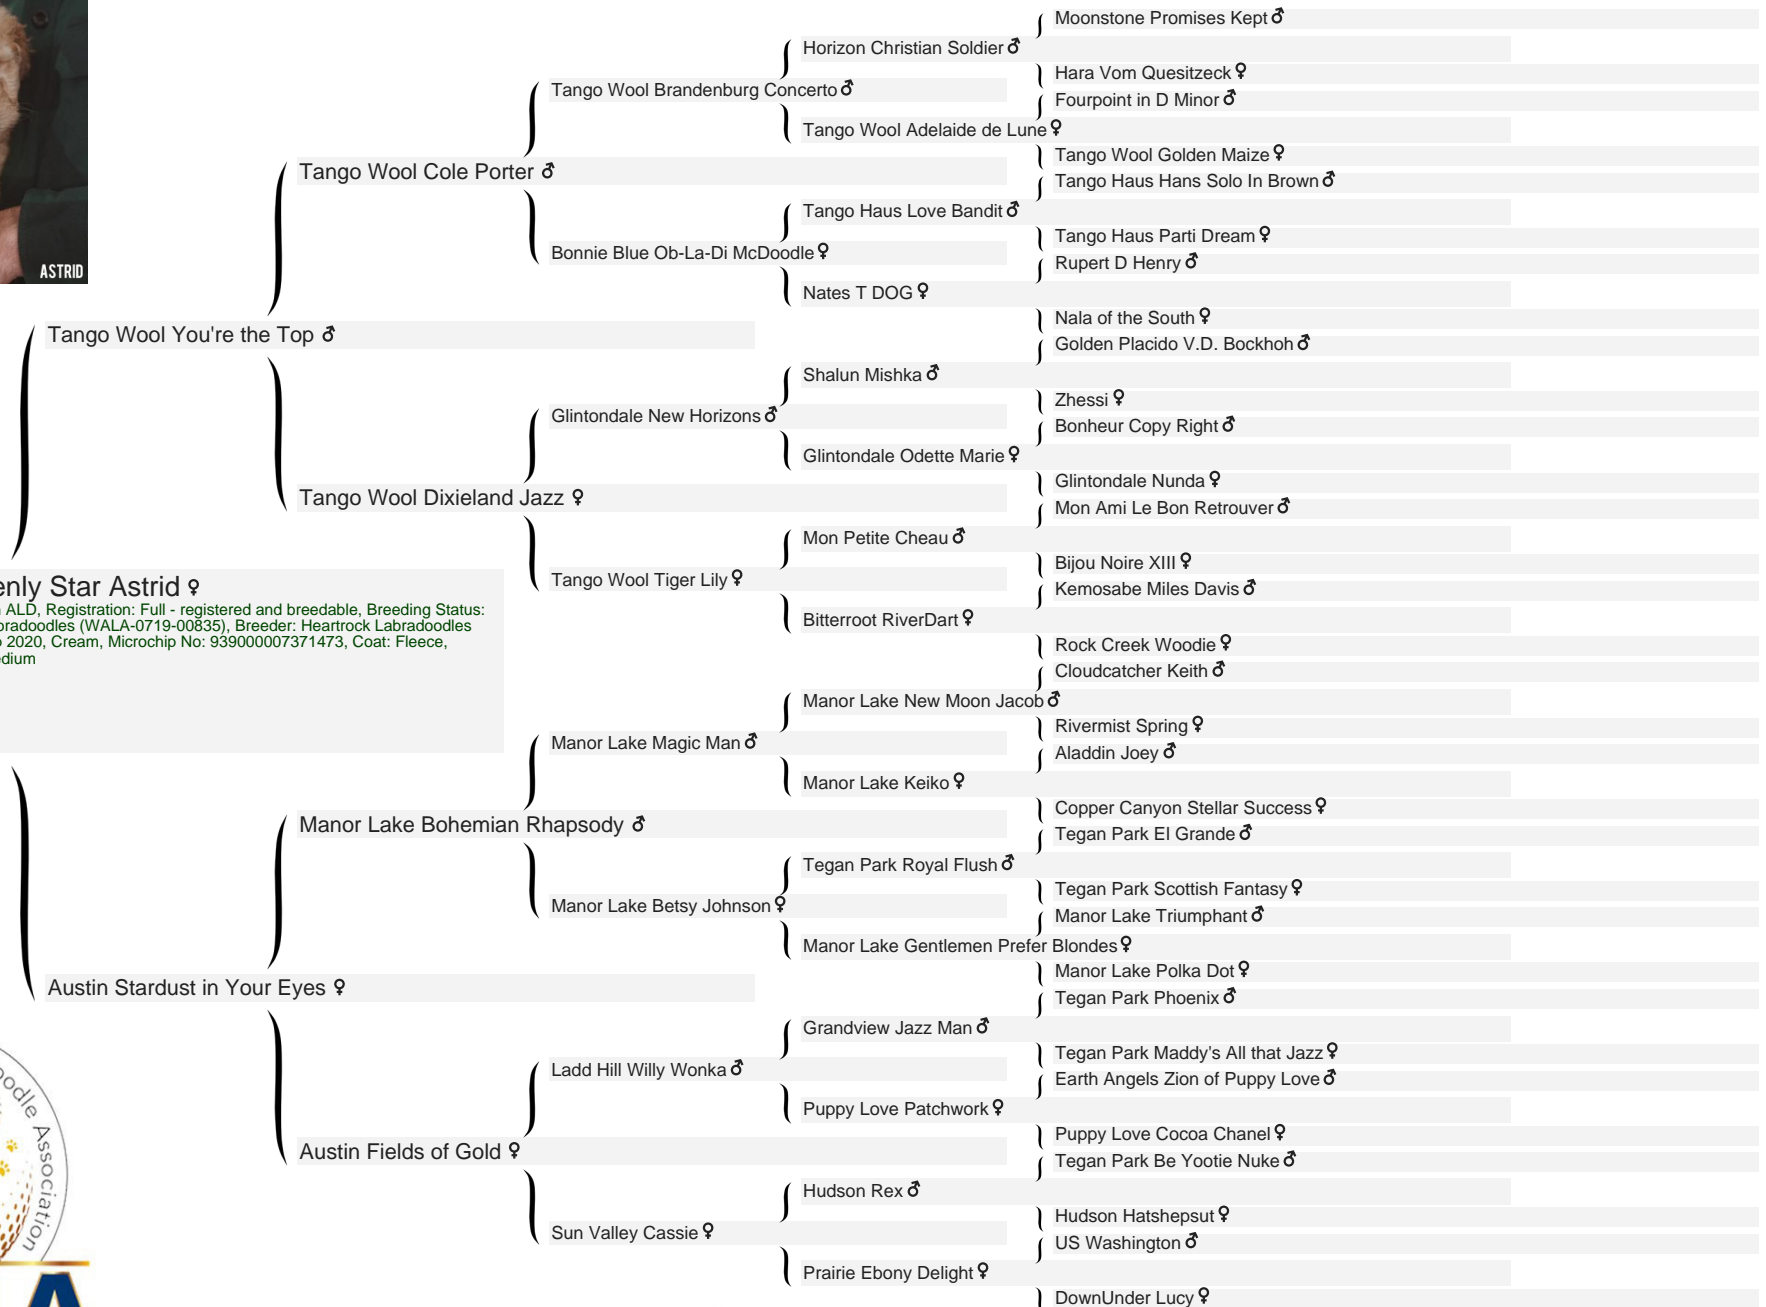 Moonstone Promises Kept ♂
Horizon Christian Soldier ♂
Hara Vom Quesitzeck ♀
Tango Wool Brandenburg Concerto ♂
Fourpoint in D Minor ♂
Tango Wool Adelaide de Lune ♀
Tango Wool Golden Maize ♀
Tango Wool Cole Porter ♂
Tango Haus Hans Solo In Brown ♂
Tango Haus Love Bandit ♂
Tango Haus Parti Dream ♀
Bonnie Blue Ob-La-Di McDoodle ♀
Rupert D Henry ♂
ASTRID
Nates T DOG ♀
Nala of the South ♀
Tango Wool You're the Top ♂
Golden Placido V.D. Bockhoh ♂
Shalun Mishka ♂
Zhessi ♀
Glintondale New Horizons ♂
Bonheur Copy Right ♂
Glintondale Odette Marie ♀
Glintondale Nunda ♀
Tango Wool Dixieland Jazz ♀
Mon Ami Le Bon Retrouver ♂
Mon Petite Cheau ♂
Bijou Noire XIII ♀
Tango Wool Tiger Lily ♀
Kemosabe Miles Davis ♂
enly Star Astrid ♀
ALD, Registration: Full - registered and breedable, Breeding Status:
oradoodles (WALA-0719-00835), Breeder: Heartrock Labradoodles
2020, Cream, Microchip No: 939000007371473, Coat: Fleece,
edium
Bitterroot RiverDart ♀
Rock Creek Woodie ♀
Cloudcatcher Keith ♂
Manor Lake New Moon Jacob ♂
Rivermist Spring ♀
Manor Lake Magic Man ♂
Aladdin Joey ♂
Manor Lake Keiko ♀
Copper Canyon Stellar Success ♀
Manor Lake Bohemian Rhapsody ♂
Tegan Park El Grande ♂
Tegan Park Royal Flush ♂
Tegan Park Scottish Fantasy ♀
Manor Lake Betsy Johnson ♀
Manor Lake Triumphant ♂
Manor Lake Gentlemen Prefer Blondes ♀
Manor Lake Polka Dot ♀
Austin Stardust in Your Eyes ♀
Tegan Park Phoenix ♂
Grandview Jazz Man ♂
Tegan Park Maddy's All that Jazz ♀
Ladd Hill Willy Wonka ♂
Earth Angels Zion of Puppy Love ♂
Puppy Love Patchwork ♀
Puppy Love Cocoa Chanel ♀
Austin Fields of Gold ♀
Tegan Park Be Yootie Nuke ♂
Hudson Rex ♂
Hudson Hatshepsut ♀
Sun Valley Cassie ♀
US Washington ♂
Prairie Ebony Delight ♀
DownUnder Lucy ♀
oodle Association
A